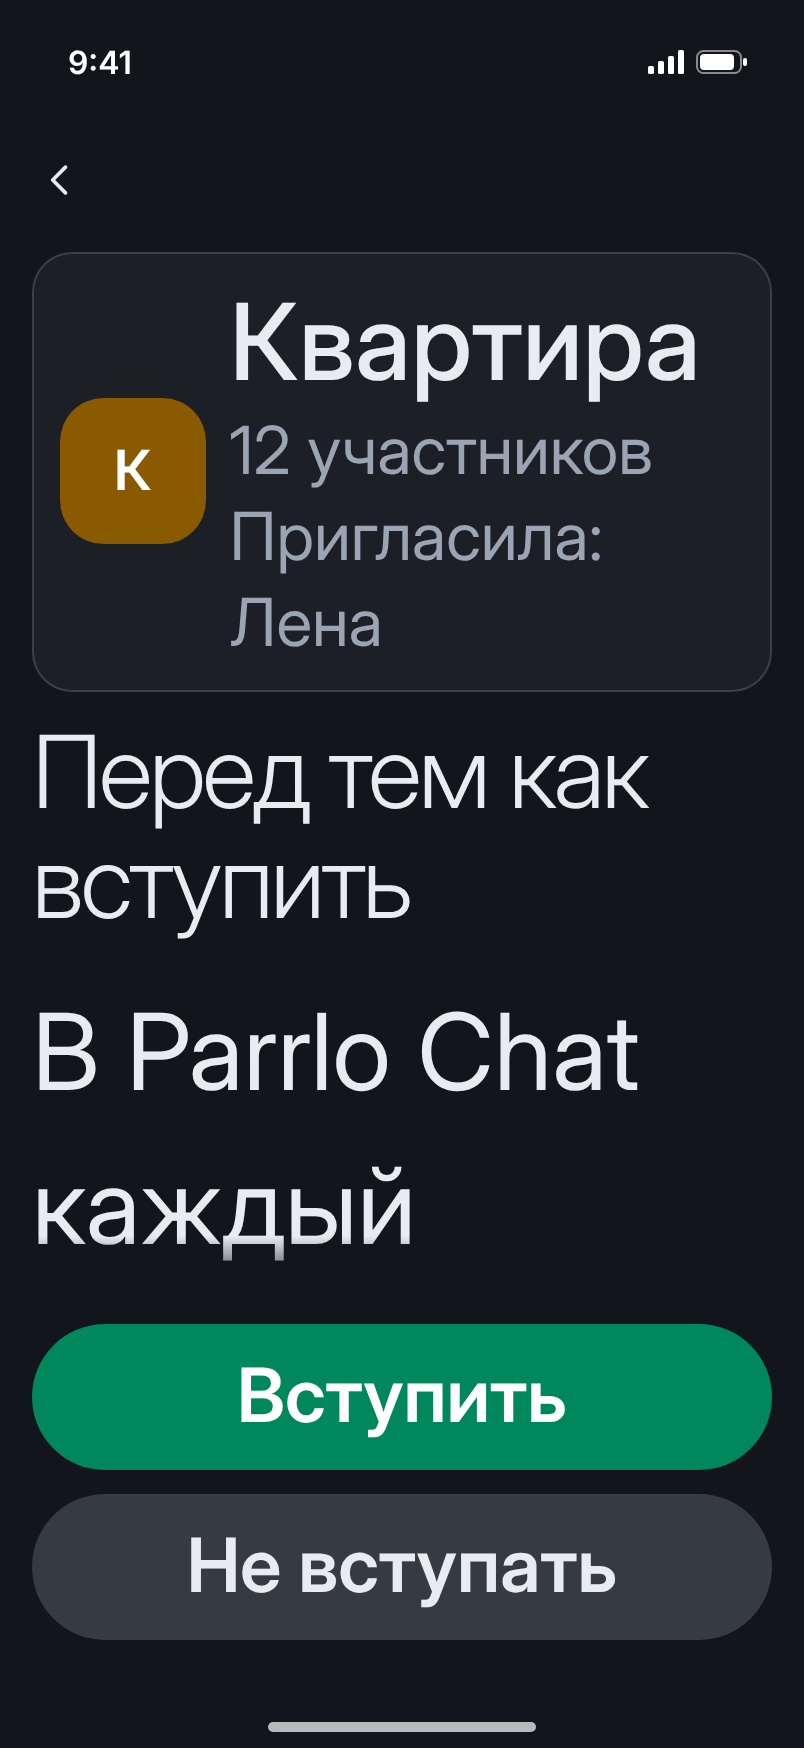 9:41
Квартира
К
12 участников
Пригласила:
Лена
Перед тем как
вступить
В Parrlo Chat
каждый
Вступить
Не вступать